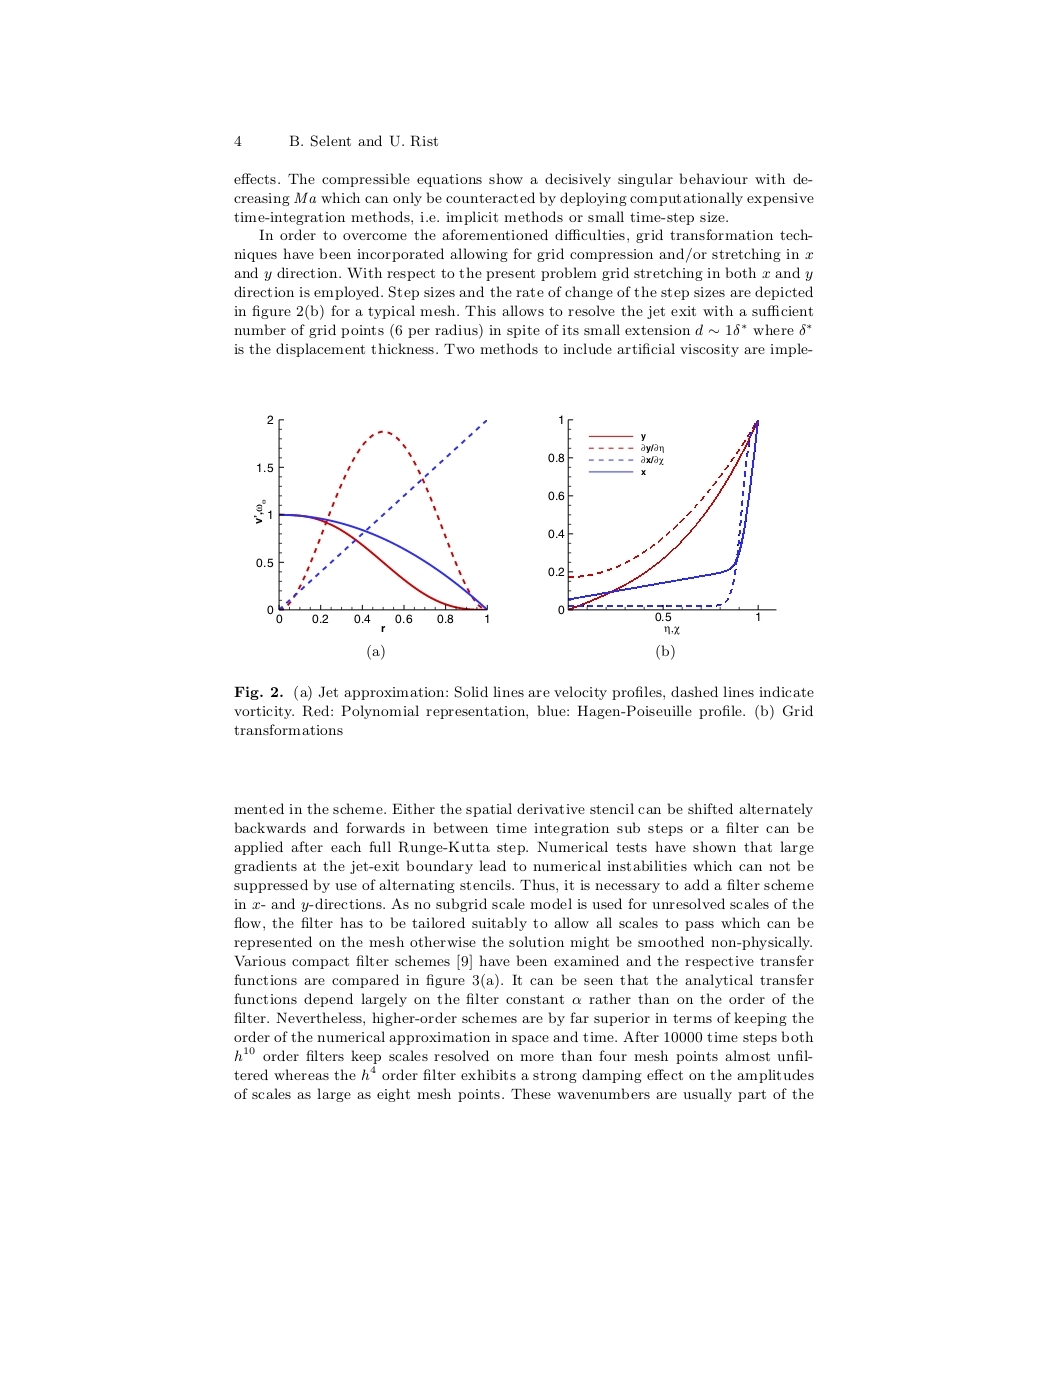 4 B. Selent and U. Rist
effects. The compressible equations show a decisively singular behaviour with de-
creasing Ma which can only be counteracted by deploying computationally expensive
time-integration methods, i.e. implicit methods or small time-step size.
In order to overcome the aforementioned difficulties, grid transformation tech-
niques have been incorporated allowing for grid compression and/or stretching in x
and y direction. With respect to the present problem grid stretching in both x and y
direction is employed. Step sizes and the rate of change of the step sizes are depicted
in figure 2(b) for a typical mesh. This allows to resolve the jet exit with a sufficient
number of grid points (6 per radius) in spite of its small extension d ∼ 1δ* where δ*
is the displacement thickness. Two methods to include artificial viscosity are imple-
2
1.5
1
0.5
0
0 0.2 0.4 0.6 0.8 1
r
(a)
1
0.8
0.6
0.4
0.2
0
y
∂y/∂η
∂x/∂χ
x
0.5 1
η,χ
(b)
Fig. 2. (a) Jet approximation: Solid lines are velocity profiles, dashed lines indicate
vorticity. Red: Polynomial representation, blue: Hagen-Poiseuille profile. (b) Grid
transformations
mented in the scheme. Either the spatial derivative stencil can be shifted alternately
backwards and forwards in between time integration sub steps or a filter can be
applied after each full Runge-Kutta step. Numerical tests have shown that large
gradients at the jet-exit boundary lead to numerical instabilities which can not be
suppressed by use of alternating stencils. Thus, it is necessary to add a filter scheme
in x- and y-directions. As no subgrid scale model is used for unresolved scales of the
flow, the filter has to be tailored suitably to allow all scales to pass which can be
represented on the mesh otherwise the solution might be smoothed non-physically.
Various compact filter schemes [9] have been examined and the respective transfer
functions are compared in figure 3(a). It can be seen that the analytical transfer
functions depend largely on the filter constant α rather than on the order of the
filter. Nevertheless, higher-order schemes are by far superior in terms of keeping the
order of the numerical approximation in space and time. After 10000 time steps both
h¹⁰ order filters keep scales resolved on more than four mesh points almost unfil-
tered whereas the h⁴ order filter exhibits a strong damping effect on the amplitudes
of scales as large as eight mesh points. These wavenumbers are usually part of the